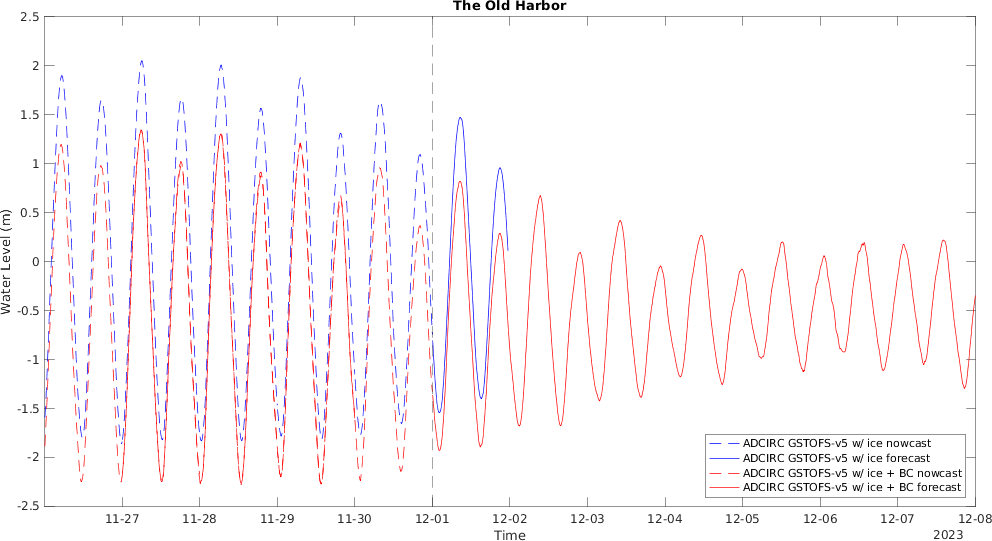 The Old Harbor
2.5
2
1.5
1
0.5
0
-0.5
-1
-1.5
-2
-2.5
Water Level (m)
ADCIRC GSTOFS-v5 w/ ice nowcast
ADCIRC GSTOFS-v5 w/ ice forecast
ADCIRC GSTOFS-v5 w/ ice + BC nowcast
ADCIRC GSTOFS-v5 w/ ice + BC forecast
11-27 11-28 11-29 11-30 12-01 12-02 12-03 12-04 12-05 12-06 12-07 12-08
Time
2023